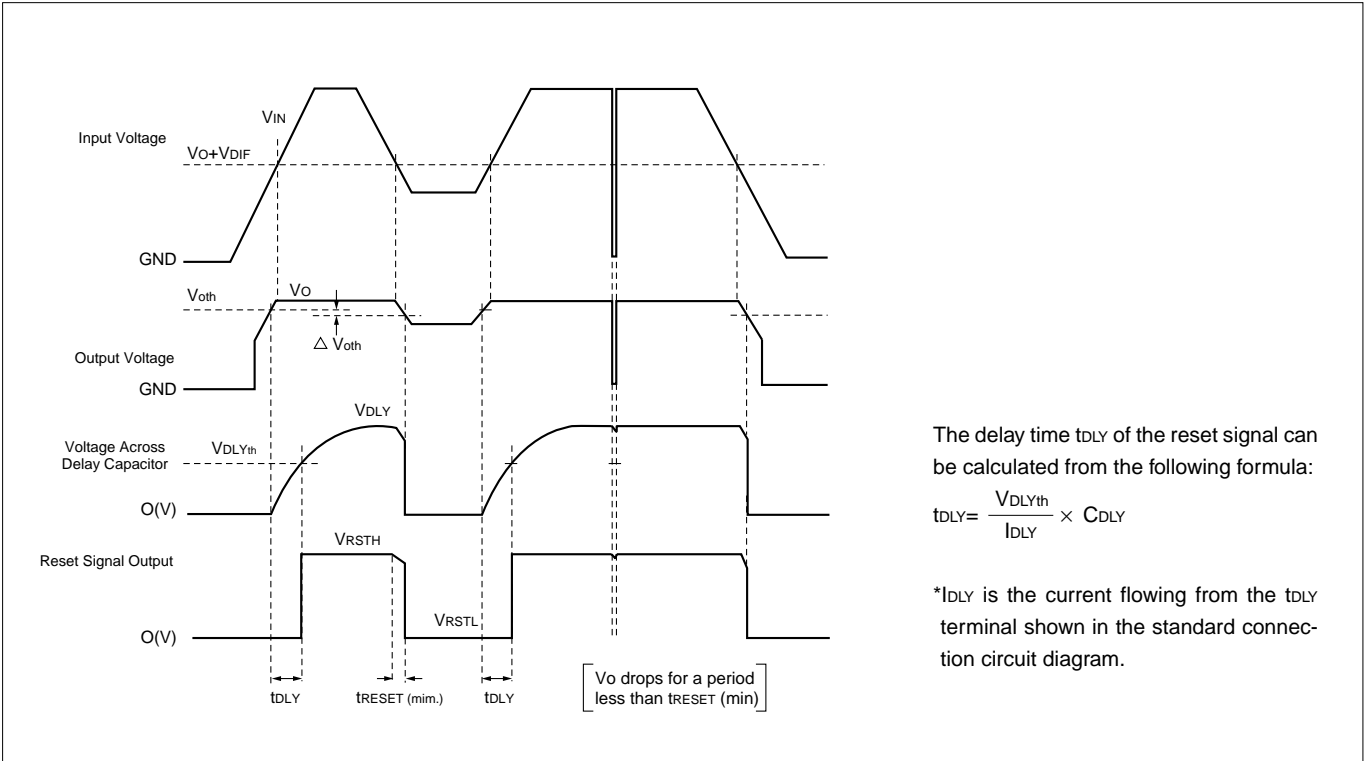 VIN
Input Voltage
VO+VDIF
GND
Voth
VO
△ Voth
Output Voltage
GND
VDLY
Voltage Across
Delay Capacitor
VDLYth
O(V)
VRSTH
Reset Signal Output
VRSTL
O(V)
tDLY
tRESET (mim.)
tDLY
Vo drops for a period
less than tRESET (min)
The delay time tDLY of the reset signal can
be calculated from the following formula:
tDLY= VDLYth / IDLY × CDLY
*IDLY is the current flowing from the tDLY
terminal shown in the standard connec-
tion circuit diagram.